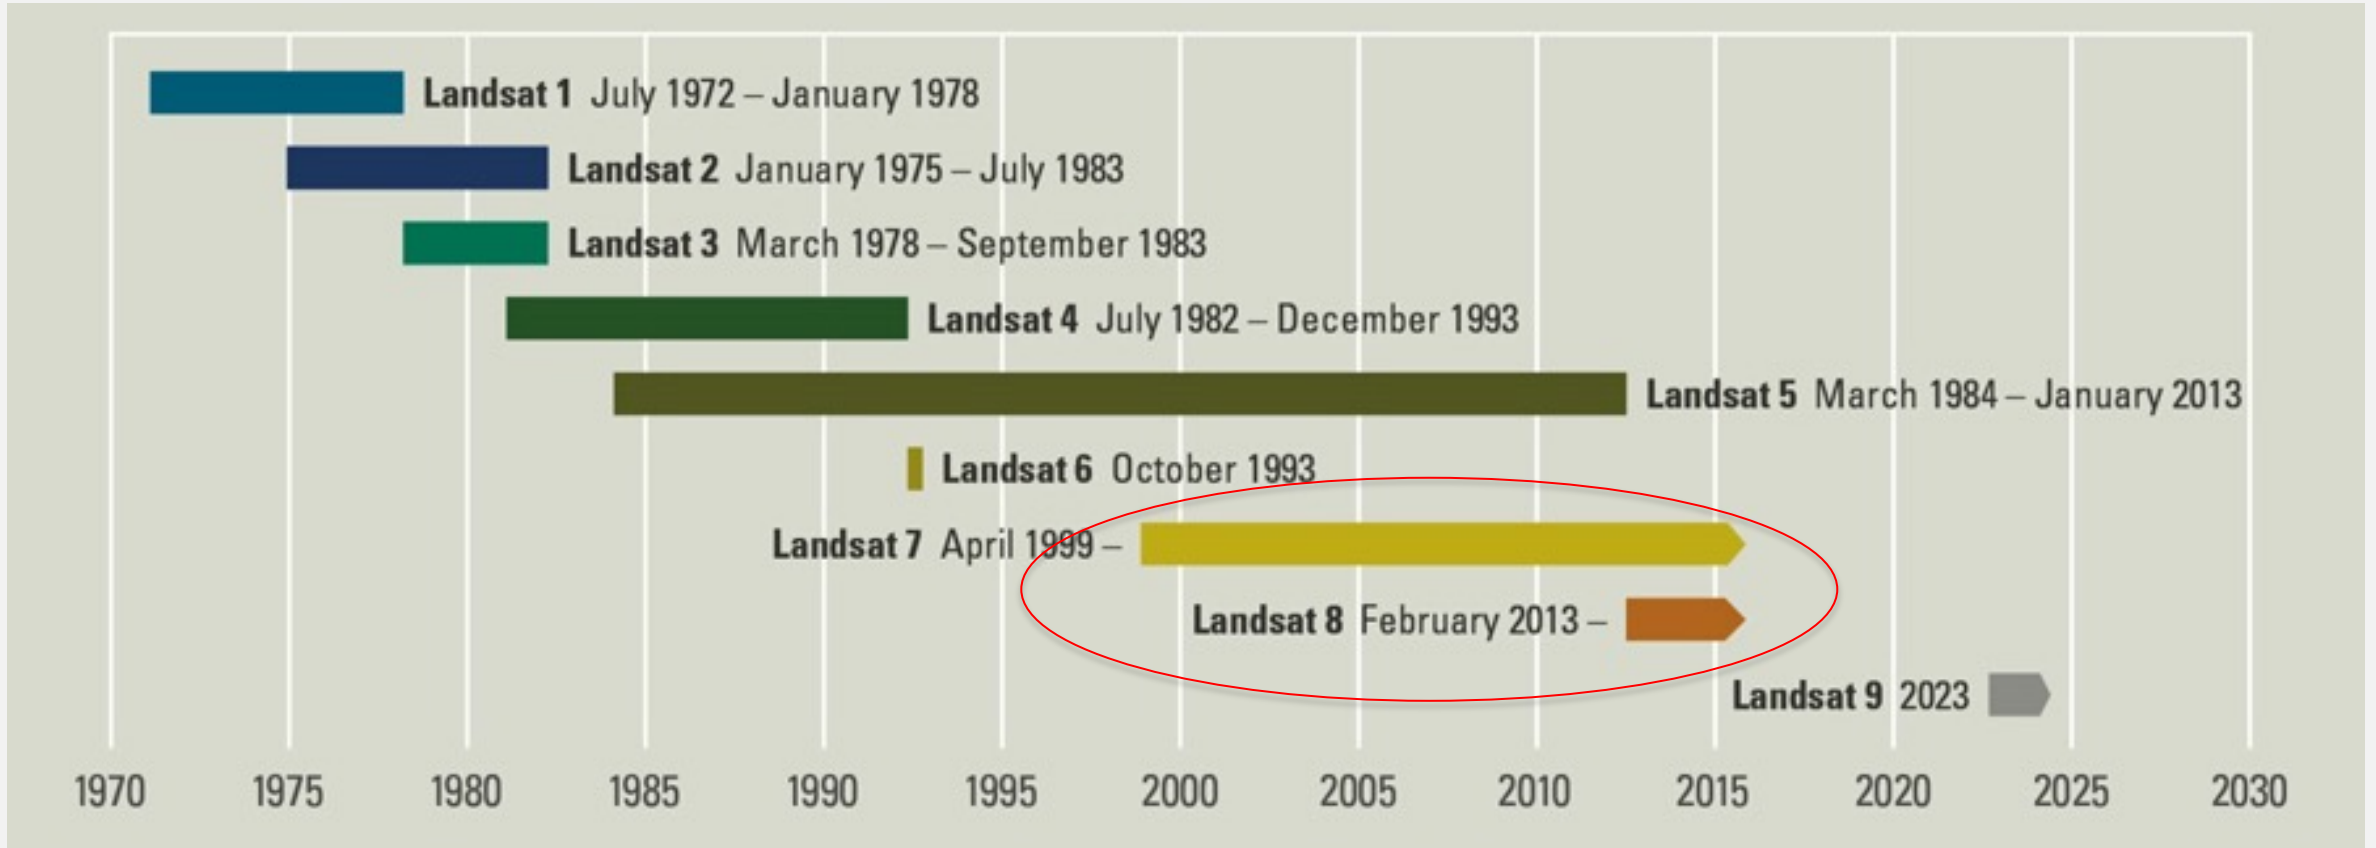 Landsat 1 July 1972 – January 1978
Landsat 2 January 1975 – July 1983
Landsat 3 March 1978 – September 1983
Landsat 4 July 1982 – December 1993
Landsat 5 March 1984 – January 2013
Landsat 6 October 1993
Landsat 7 April 1999 –
Landsat 8 February 2013 –
Landsat 9 2023
1970 1975 1980 1985 1990 1995 2000 2005 2010 2015 2020 2025 2030